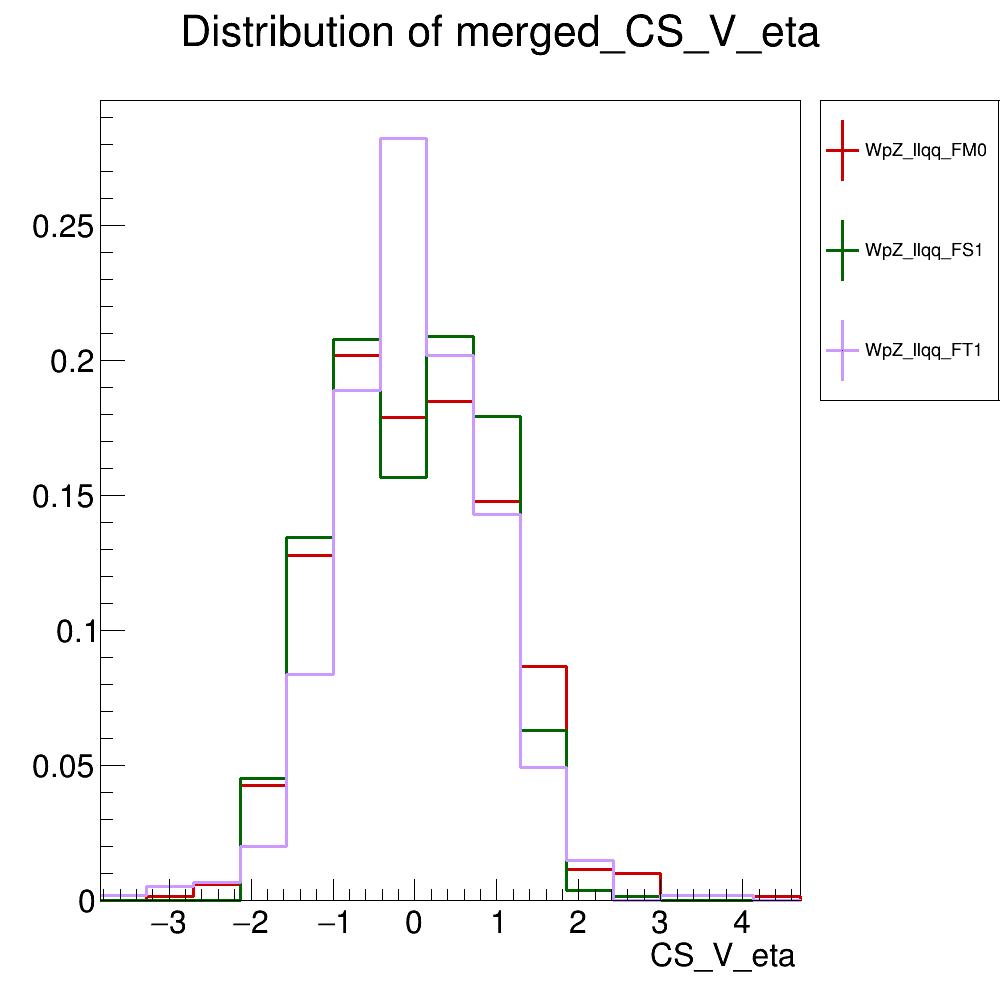 Distribution of merged_CS_V_eta
WpZ_llqq_FM0
WpZ_llqq_FS1
WpZ_llqq_FT1
0.25
0.2
0.15
0.1
0.05
0
−3 −2 −1 0 1 2 3 4
CS_V_eta